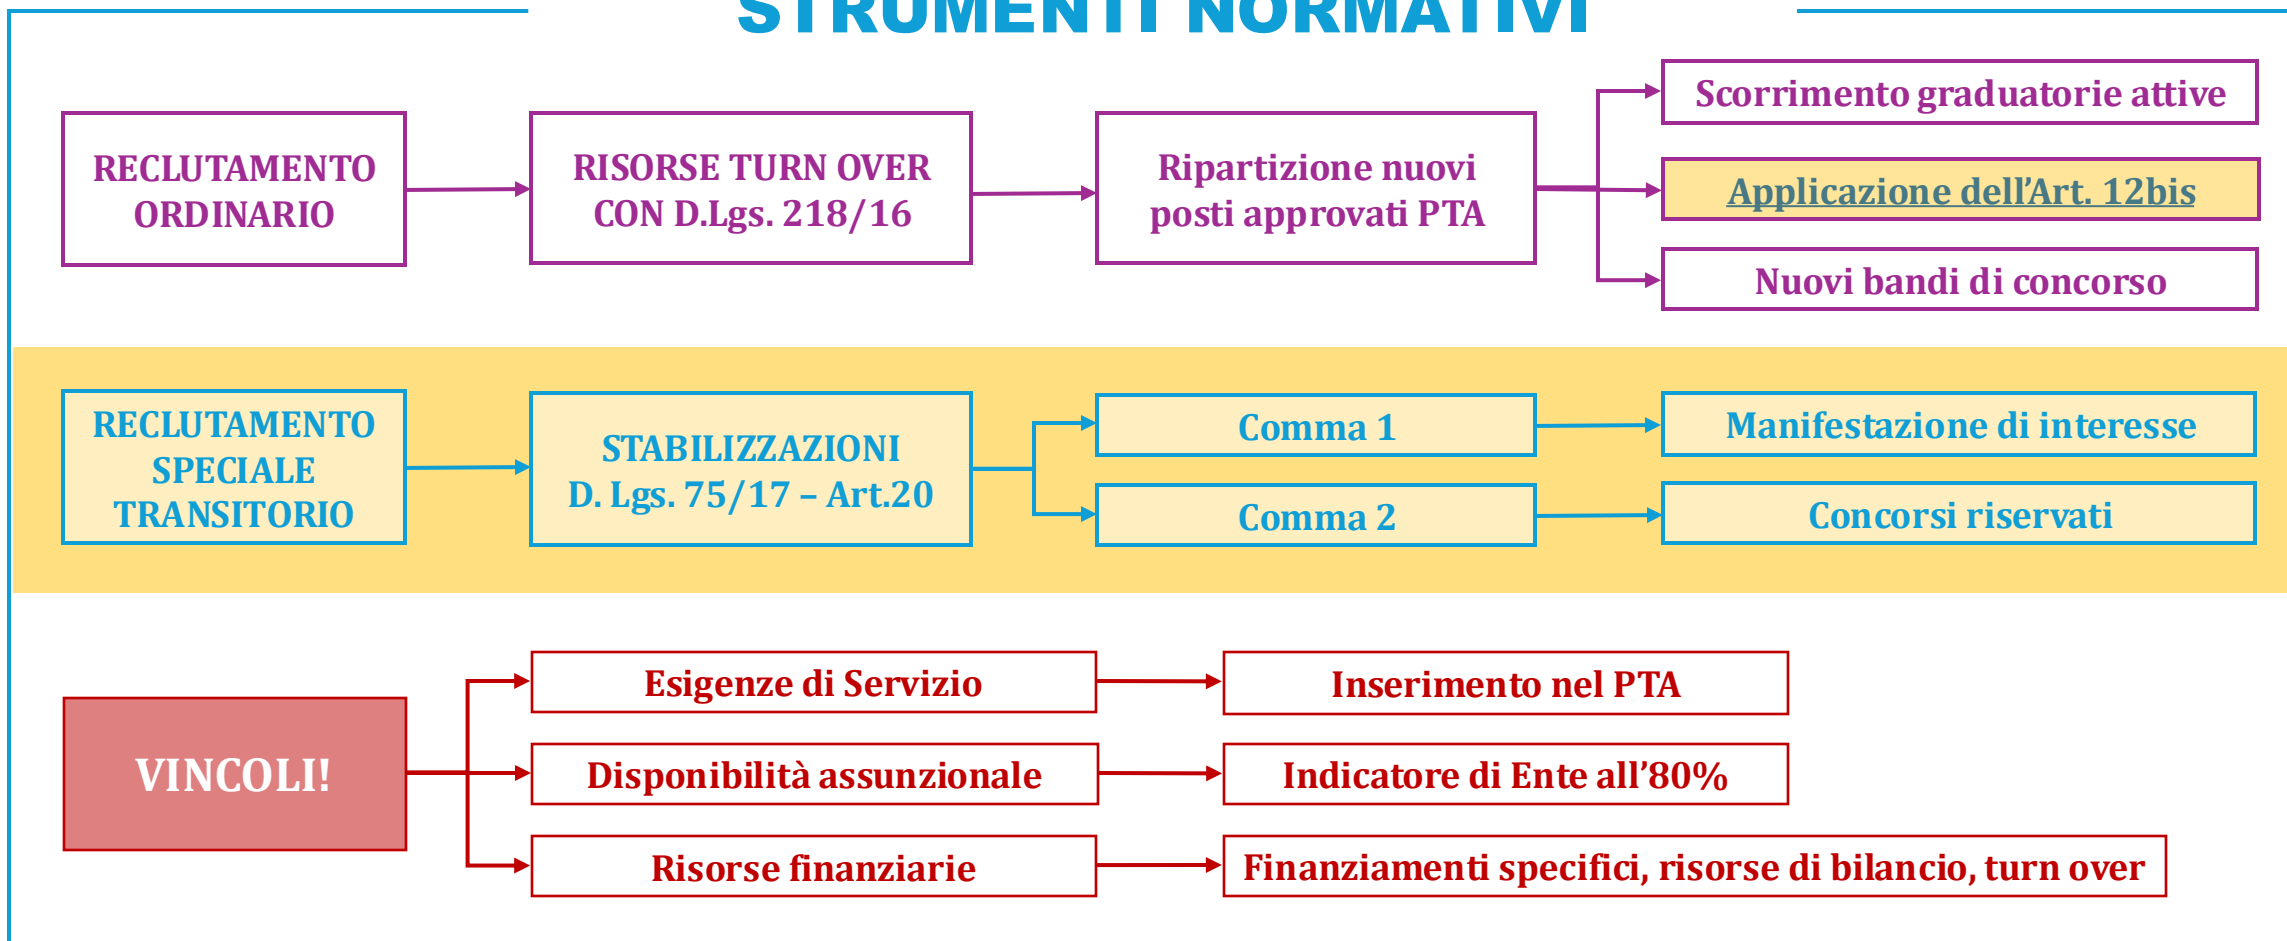 STRUMENTI NORMATIVI
RECLUTAMENTO
ORDINARIO
RISORSE TURN OVER
CON D.Lgs. 218/16
Ripartizione nuovi
posti approvati PTA
Scorrimento graduatorie attive
Applicazione dell'Art. 12bis
Nuovi bandi di concorso
RECLUTAMENTO
SPECIALE
TRANSITORIO
STABILIZZAZIONI
D. Lgs. 75/17 – Art.20
Comma 1
Manifestazione di interesse
Comma 2
Concorsi riservati
VINCOLI!
Esigenze di Servizio
Inserimento nel PTA
Disponibilità assunzionale
Indicatore di Ente all'80%
Risorse finanziarie
Finanziamenti specifici, risorse di bilancio, turn over